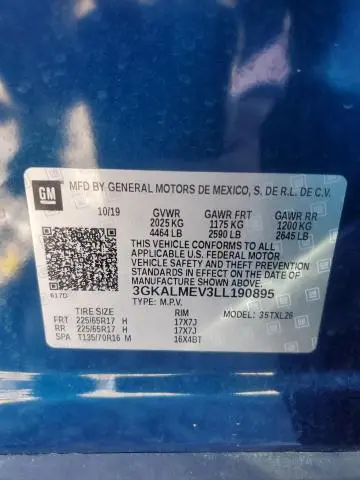 GM
MFD BY GENERAL MOTORS DE MEXICO, S. DE R.L. DE C.V.
10/19 GVWR GAWR FRT GAWR RR
2025 KG 1175 KG 1200 KG
4464 LB 2590 LB 2645 LB
THIS VEHICLE CONFORMS TO ALL
APPLICABLE U.S. FEDERAL MOTOR
VEHICLE SAFETY AND THEFT
PREVENTION STANDARDS IN
EFFECT ON THE DATE OF
MANUFACTURE SHOWN ABOVE.
617D 3GKALMEV3LL190895
TYPE: M.P.V. MODEL: 35TXL26
TIRE SIZE RIM
FRT 225/65R17 H 17X7J
RR 225/65R17 H 17X7J
SPA T135/70R16 M 16X4BT